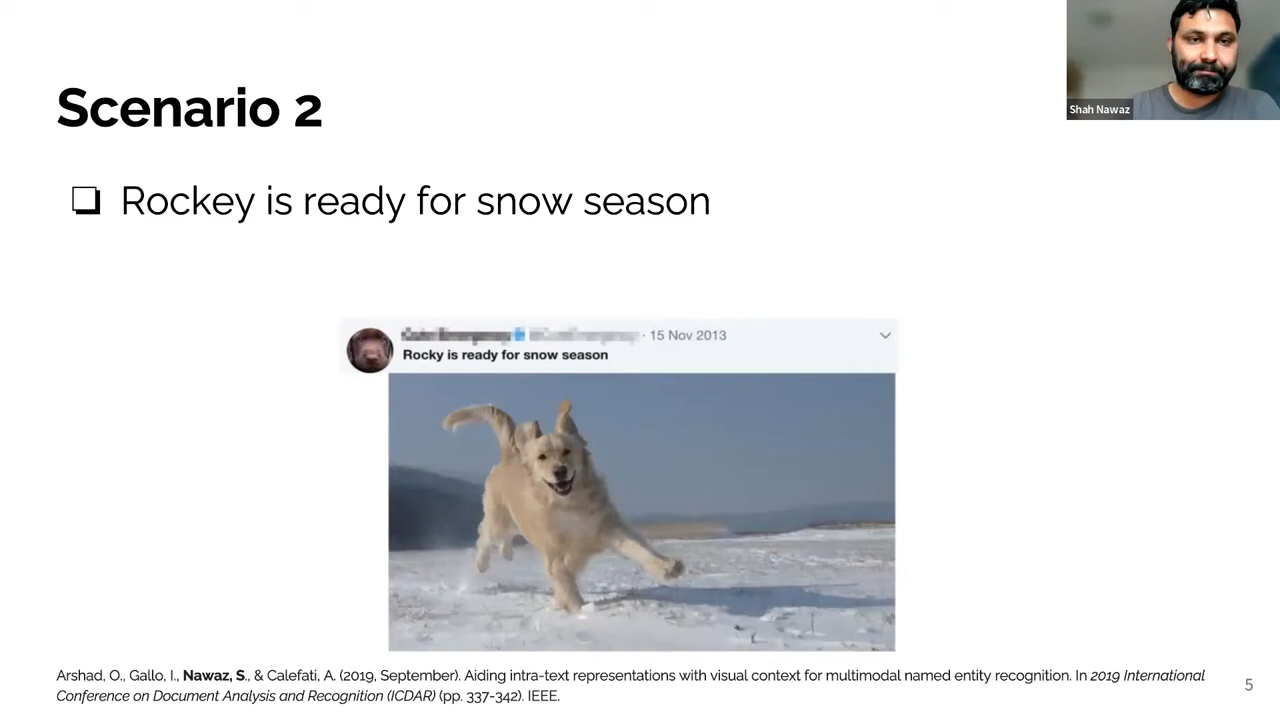 Shah Nawaz
Scenario 2
Rockey is ready for snow season
· 15 Nov 2013
Rocky is ready for snow season
Arshad, O., Gallo, I., Nawaz, S., & Calefati, A. (2019, September). Aiding intra-text representations with visual context for multimodal named entity recognition. In 2019 International
Conference on Document Analysis and Recognition (ICDAR) (pp. 337-342). IEEE.
5